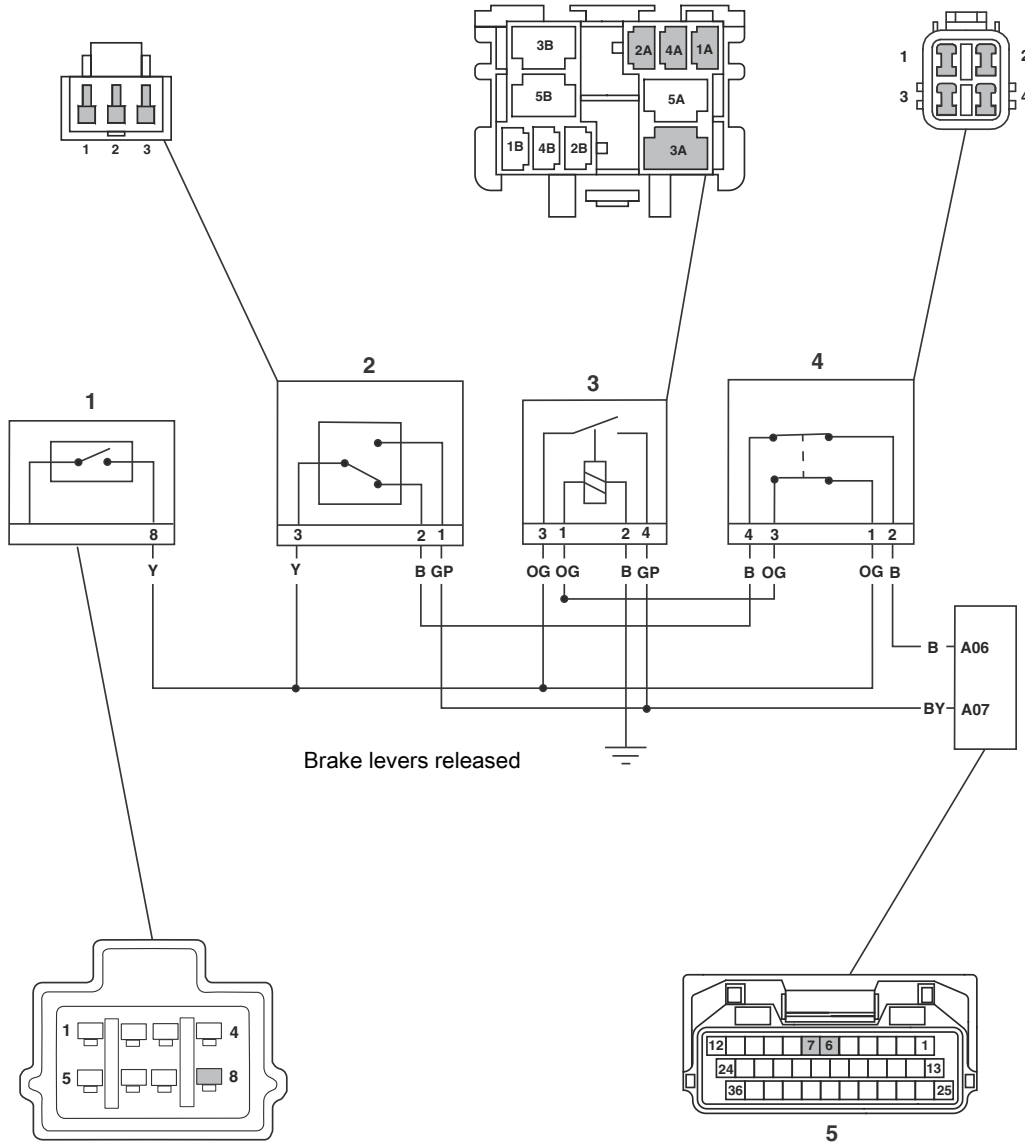 3B 2A 4A 1A
5B 5A
1B 4B 2B 3A
1 2
3 4
1 2 3
1
2
3
4
8
3 2 1
3 1 2 4
4 3 1 2
Y
Y B GP
OG OG B GP
B OG OG B
B A06
BY A07
Brake levers released
1 4
5 8
12 7 6 1
24 13
36 25
5